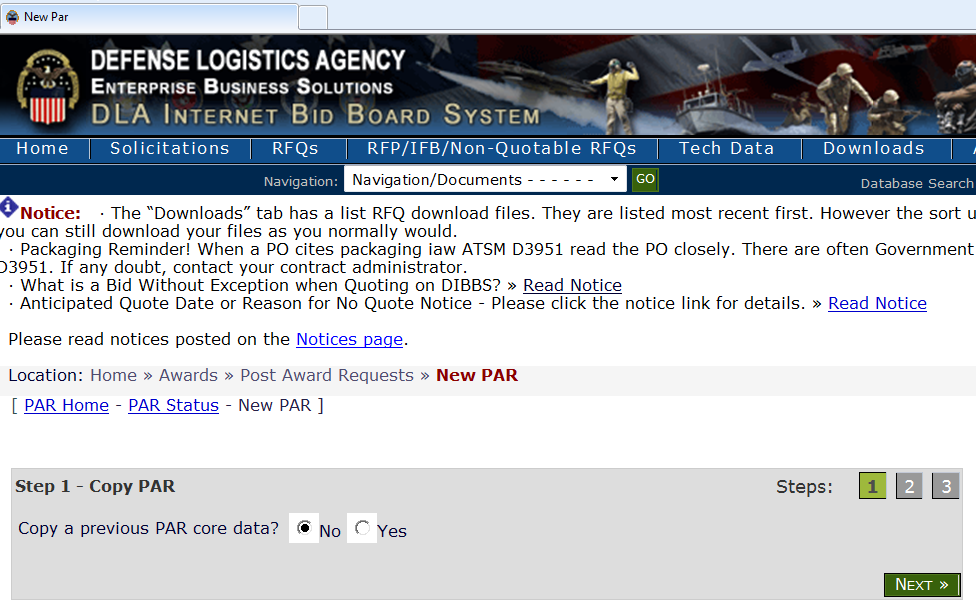 New Par
DEFENSE LOGISTICS AGENCY
ENTERPRISE BUSINESS SOLUTIONS
DLA INTERNET BID BOARD SYSTEM
Home Solicitations RFQs RFP/IFB/Non-Quotable RFQs Tech Data Downloads
Navigation: Navigation/Documents - - - - - - GO Database Search
Notice: · The “Downloads” tab has a list RFQ download files. They are listed most recent first. However the sort u
you can still download your files as you normally would.
· Packaging Reminder! When a PO cites packaging iaw ATSM D3951 read the PO closely. There are often Government
D3951. If any doubt, contact your contract administrator.
· What is a Bid Without Exception when Quoting on DIBBS? » Read Notice
· Anticipated Quote Date or Reason for No Quote Notice - Please click the notice link for details. » Read Notice
Please read notices posted on the Notices page.
Location: Home » Awards » Post Award Requests » New PAR
[ PAR Home - PAR Status - New PAR ]
Step 1 - Copy PAR Steps: 1 2 3
Copy a previous PAR core data? No Yes
NEXT »